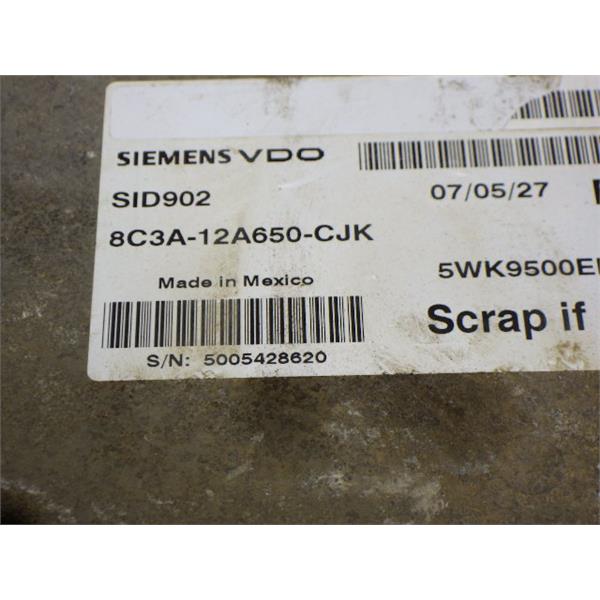 SIEMENS VDO
SID902 07/05/27
8C3A-12A650-CJK
Made in Mexico
Scrap if
S/N: 5005428620